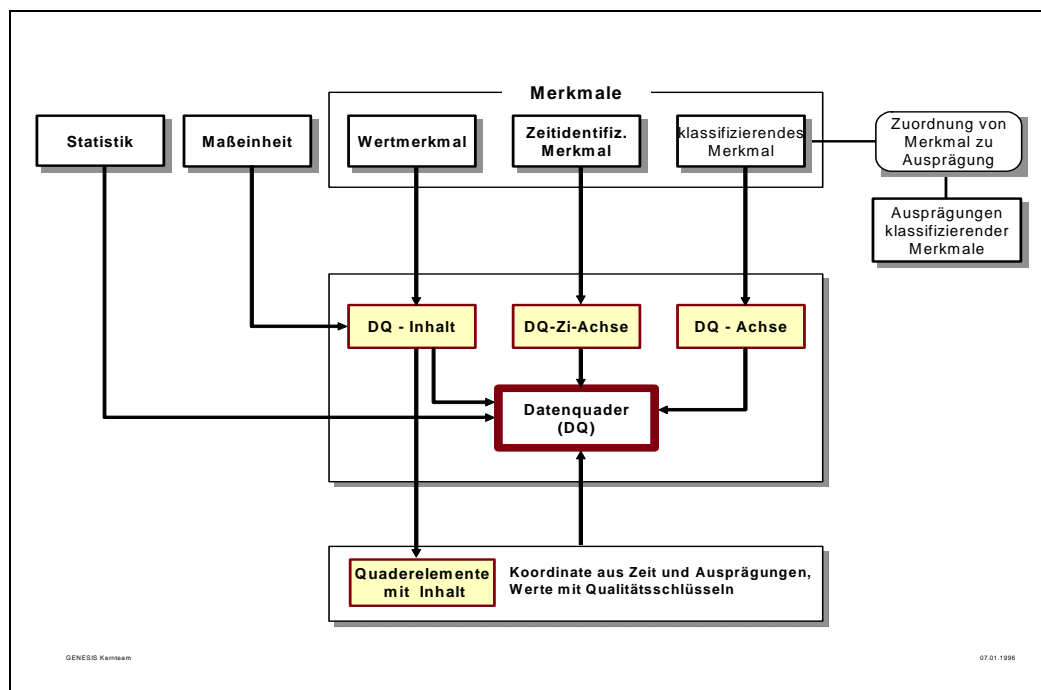 Merkmale
Statistik
Maßeinheit
Wertmerkmal
Zeitidentifiz.
Merkmal
klassifizierendes
Merkmal
Zuordnung von
Merkmal zu
Ausprägung
Ausprägungen
klassifizierender
Merkmale
DQ - Inhalt
DQ-Zi-Achse
DQ - Achse
Datenquader
(DQ)
Quaderelemente
mit Inhalt
Koordinate aus Zeit und Ausprägungen,
Werte mit Qualitätsschlüsseln
GENESIS Kernteam
07.01.1996